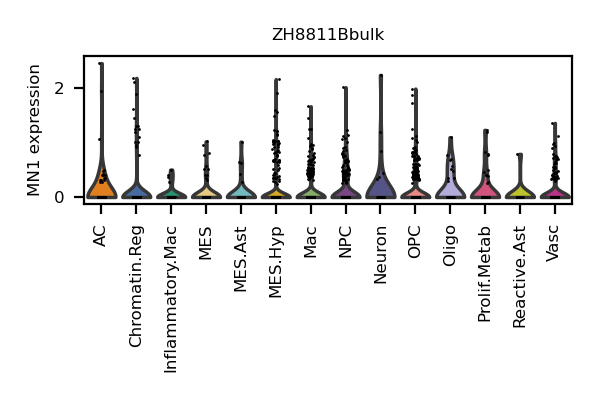 ZH8811Bbulk
MN1 expression
2
0
AC
Chromatin.Reg
Inflammatory.Mac
MES
MES.Ast
MES.Hyp
Mac
NPC
Neuron
OPC
Oligo
Prolif.Metab
Reactive.Ast
Vasc